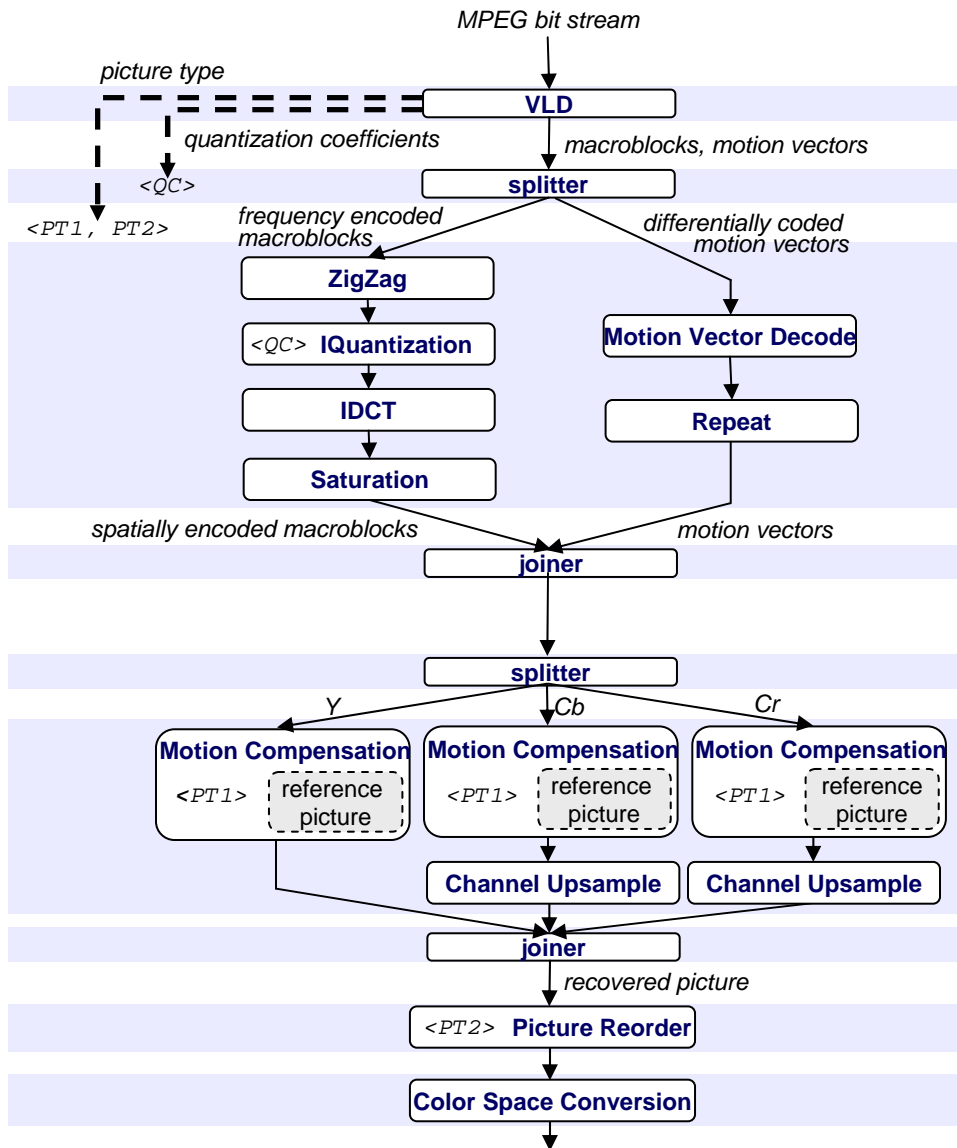 MPEG bit stream
picture type
VLD
quantization coefficients
macroblocks, motion vectors
<QC>
splitter
<PT1, PT2>
frequency encoded
macroblocks
differentially coded
motion vectors
ZigZag
<QC> IQuantization
Motion Vector Decode
IDCT
Repeat
Saturation
spatially encoded macroblocks
motion vectors
joiner
splitter
Y
Cb
Cr
Motion Compensation
<PT1>
reference
picture
Motion Compensation
<PT1>
reference
picture
Motion Compensation
<PT1>
reference
picture
Channel Upsample
Channel Upsample
joiner
recovered picture
<PT2> Picture Reorder
Color Space Conversion